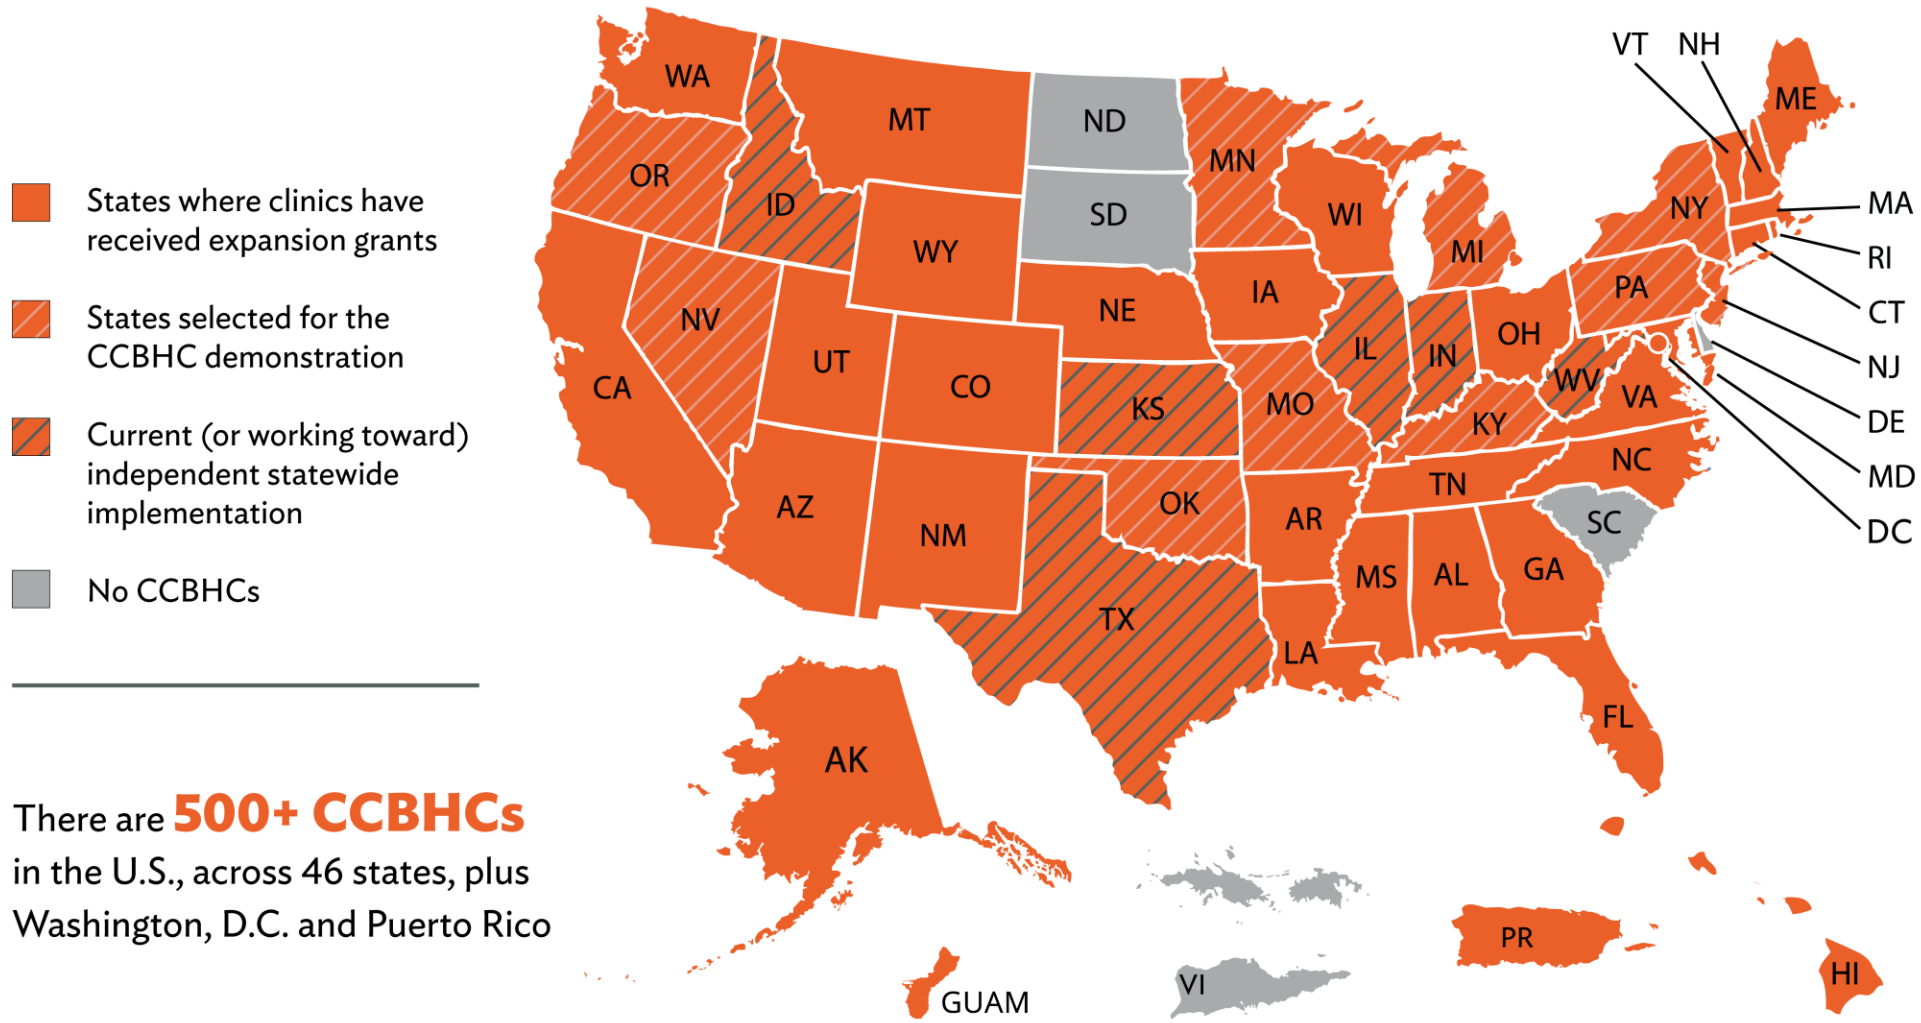 States where clinics have
received expansion grants
States selected for the
CCBHC demonstration
Current (or working toward)
independent statewide
implementation
No CCBHCs
There are 500+ CCBHCs
in the U.S., across 46 states, plus
Washington, D.C. and Puerto Rico
VT NH
WA
ME
MT
ND
MN
OR
ID
SD
WI
NY
MA
MI
RI
WY
IA
PA
NE
CT
NV
OH
UT
IL
IN
NJ
CO
CA
KS
MO
WV
VA
KY
DE
NC
MD
TN
AZ
OK
NM
AR
SC
DC
MS
AL
GA
TX
LA
FL
AK
PR
HI
VI
GUAM